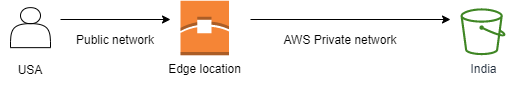 Public network
AWS Private network
USA
Edge location
India